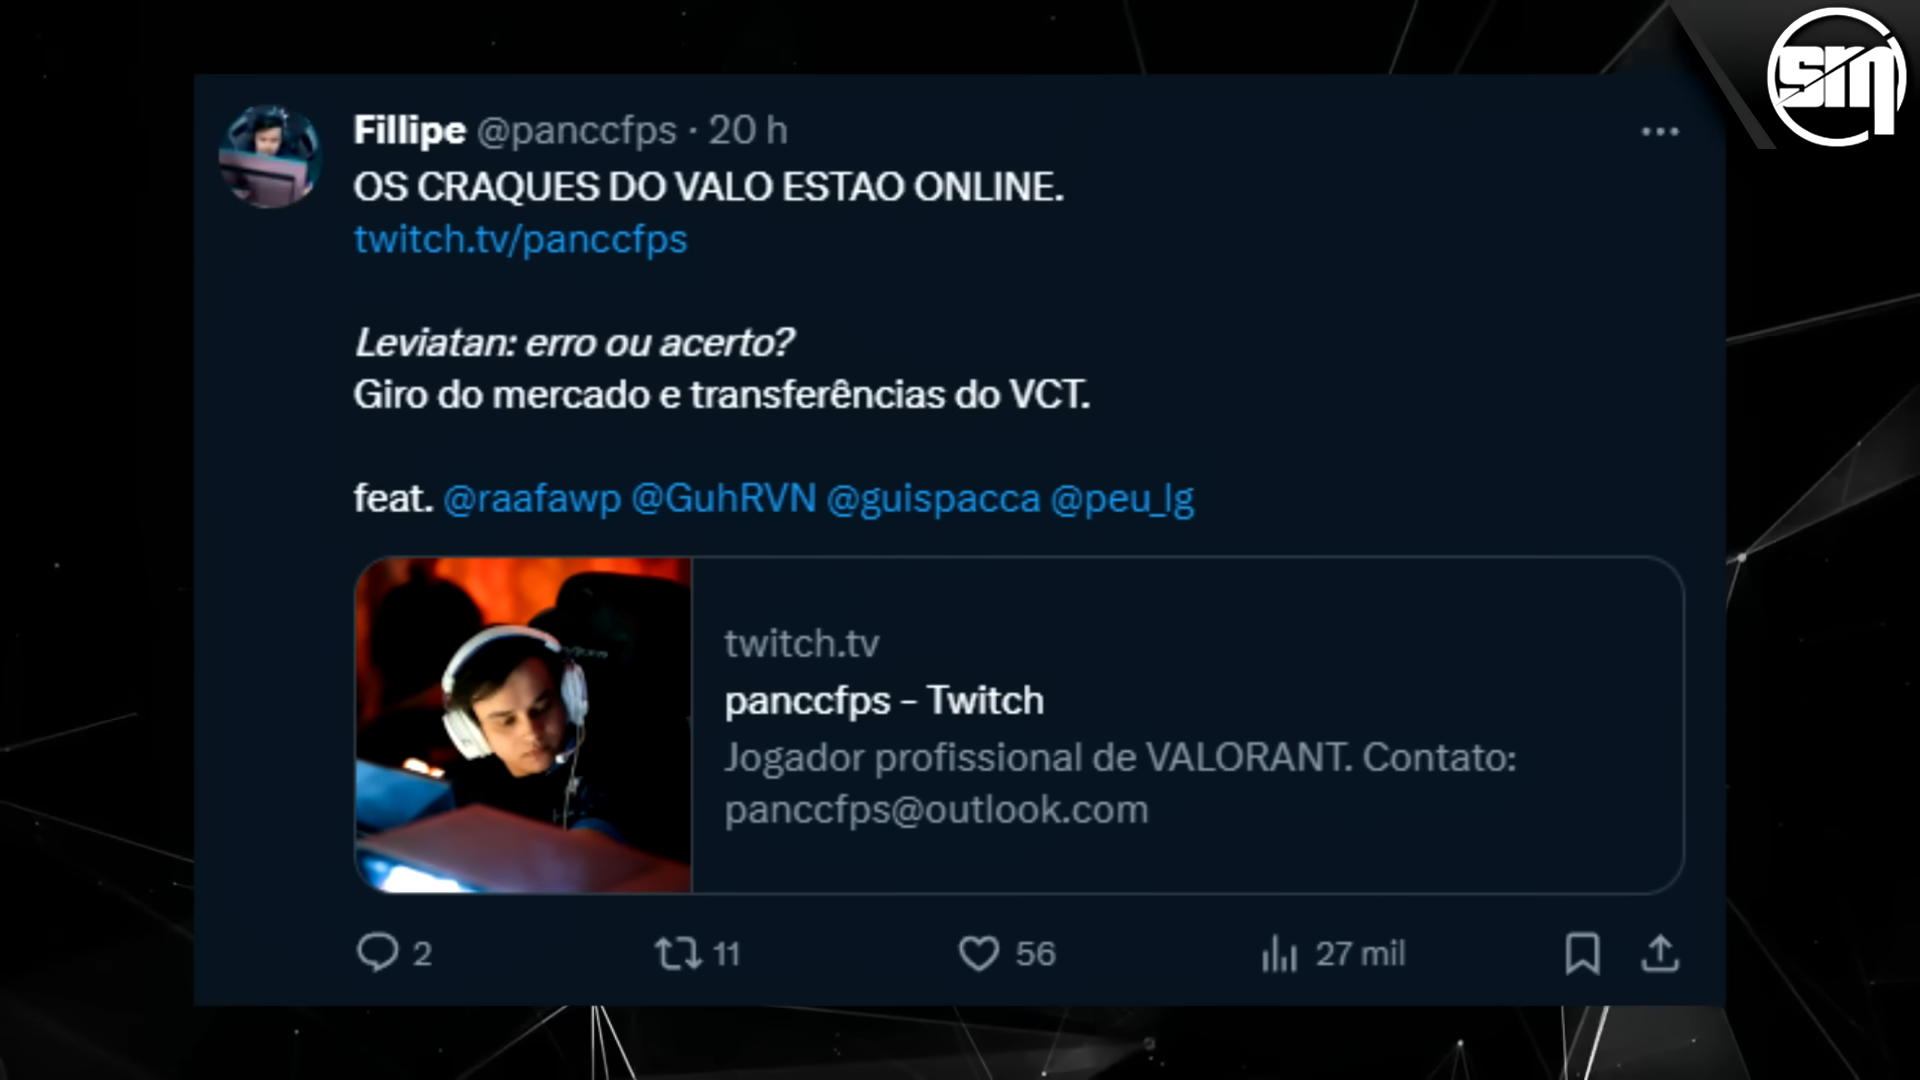 SM
Fillipe @panccfps · 20 h
OS CRAQUES DO VALO ESTAO ONLINE.
twitch.tv/panccfps
Leviatan: erro ou acerto?
Giro do mercado e transferências do VCT.
feat. @raafawp @GuhRVN @guispacca @peu_lg
twitch.tv
panccfps – Twitch
Jogador profissional de VALORANT. Contato:
panccfps@outlook.com
2 11 56 27 mil